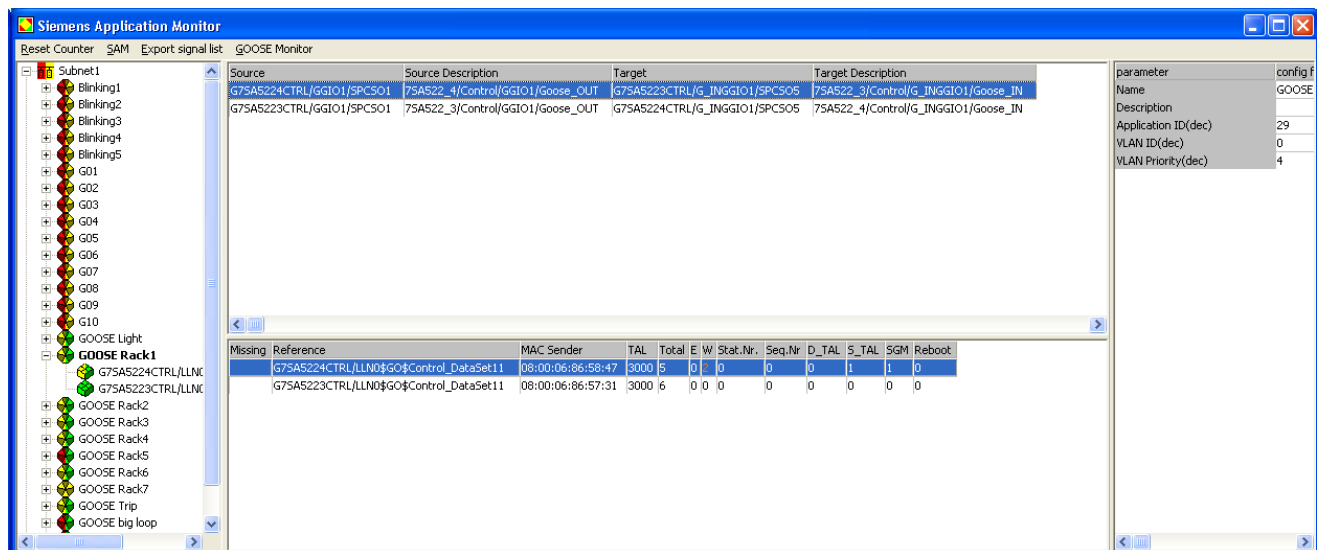 Siemens Application Monitor
Reset Counter SAM Export signal list GOOSE Monitor
Subnet1
Blinking1
Blinking2
Blinking3
Blinking4
Blinking5
G01
G02
G03
G04
G05
G06
G07
G08
G09
G10
GOOSE Light
GOOSE Rack1
G7SA5224CTRL/LLN0
G7SA5223CTRL/LLN0
GOOSE Rack2
GOOSE Rack3
GOOSE Rack4
GOOSE Rack5
GOOSE Rack6
GOOSE Rack7
GOOSE Trip
GOOSE big loop
Source Source Description Target Target Description
G7SA5224CTRL/GGIO1/SPCSO1 7SA522_4/Control/GGIO1/Goose_OUT G7SA5223CTRL/G_INGGIO1/SPCSO5 7SA522_3/Control/G_INGGIO1/Goose_IN
G7SA5223CTRL/GGIO1/SPCSO1 7SA522_3/Control/GGIO1/Goose_OUT G7SA5224CTRL/G_INGGIO1/SPCSO5 7SA522_4/Control/G_INGGIO1/Goose_IN
Missing Reference MAC Sender TAL Total E W Stat.Nr. Seq.Nr D_TAL S_TAL SGM Reboot
G7SA5224CTRL/LLN0$GO$Control_DataSet11 08:00:06:86:58:47 3000 5 0 2 0 0 0 1 1 0
G7SA5223CTRL/LLN0$GO$Control_DataSet11 08:00:06:86:57:31 3000 6 0 0 0 0 0 0 0 0
parameter config f
Name GOOSE
Description
Application ID(dec) 29
VLAN ID(dec) 0
VLAN Priority(dec) 4